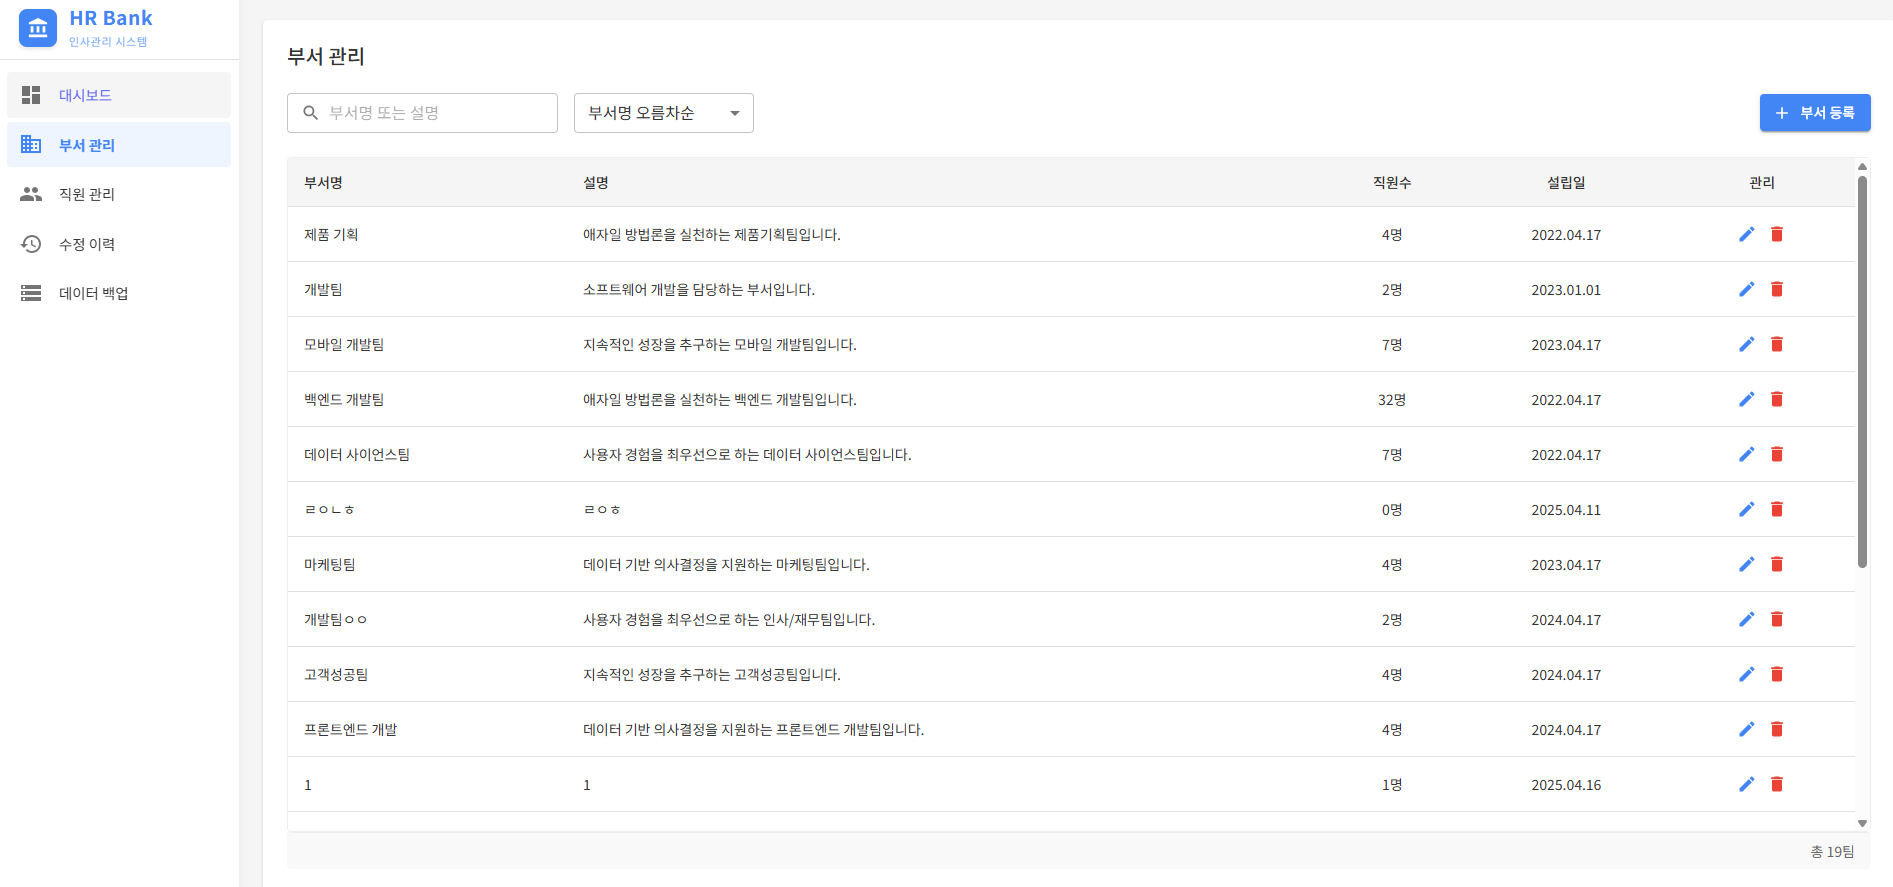 HR Bank
인사관리 시스템
대시보드
부서 관리
직원 관리
수정 이력
데이터 백업
부서 관리
부서명 또는 설명
부서명 오름차순
부서 등록
부서명 설명 직원수 설립일 관리
제품 기획 애자일 방법론을 실천하는 제품기획팀입니다. 4명 2022.04.17
개발팀 소프트웨어 개발을 담당하는 부서입니다. 2명 2023.01.01
모바일 개발팀 지속적인 성장을 추구하는 모바일 개발팀입니다. 7명 2023.04.17
백엔드 개발팀 애자일 방법론을 실천하는 백엔드 개발팀입니다. 32명 2022.04.17
데이터 사이언스팀 사용자 경험을 최우선으로 하는 데이터 사이언스팀입니다. 7명 2022.04.17
ㄹㅇㄴㅎ ㄹㅇㅎ 0명 2025.04.11
마케팅팀 데이터 기반 의사결정을 지원하는 마케팅팀입니다. 4명 2023.04.17
개발팀ㅇㅇ 사용자 경험을 최우선으로 하는 인사/재무팀입니다. 2명 2024.04.17
고객성공팀 지속적인 성장을 추구하는 고객성공팀입니다. 4명 2024.04.17
프론트엔드 개발 데이터 기반 의사결정을 지원하는 프론트엔드 개발팀입니다. 4명 2024.04.17
1 1 1명 2025.04.16
총 19팀